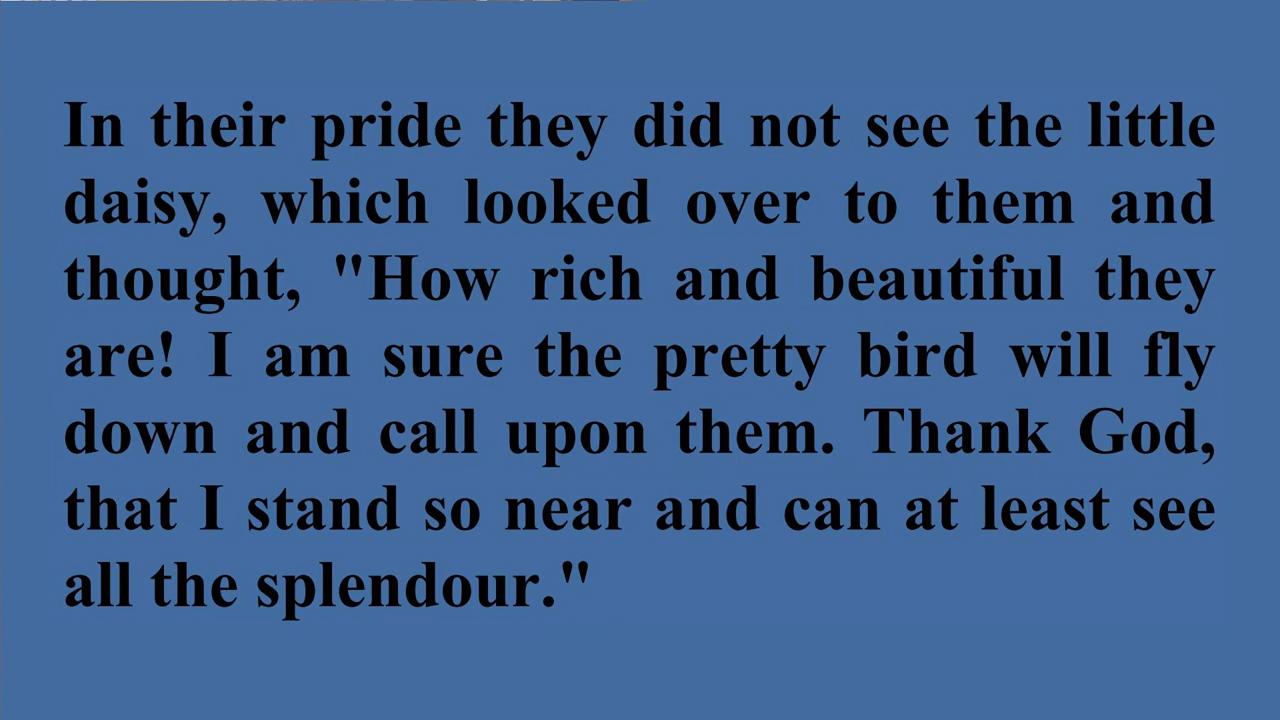 In their pride they did not see the little
daisy, which looked over to them and
thought, "How rich and beautiful they
are! I am sure the pretty bird will fly
down and call upon them. Thank God,
that I stand so near and can at least see
all the splendour."